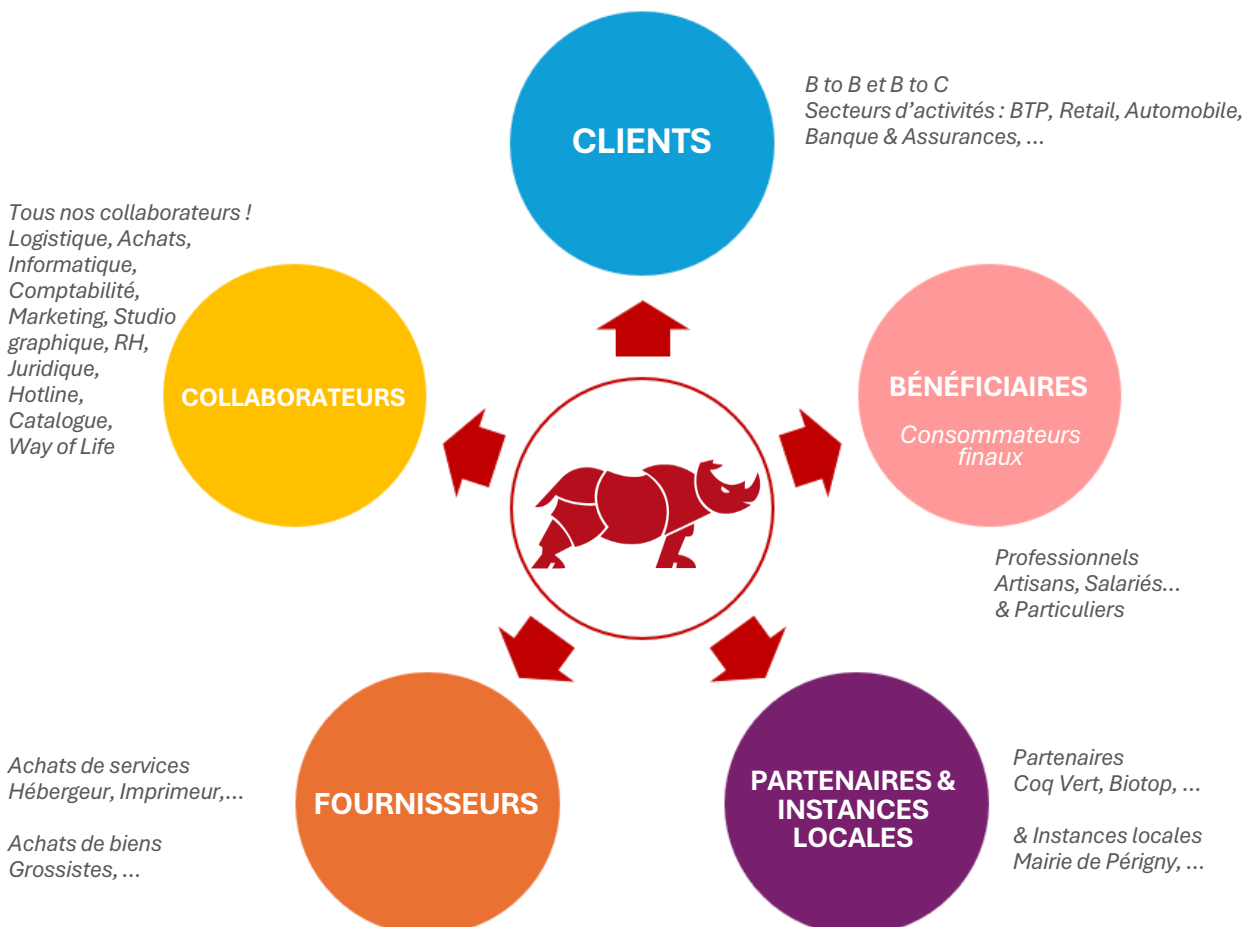 CLIENTS
B to B et B to C
Secteurs d'activités : BTP, Retail, Automobile,
Banque & Assurances, ...
Tous nos collaborateurs !
Logistique, Achats,
Informatique,
Comptabilité,
Marketing, Studio
graphique, RH,
Juridique,
Hotline,
Catalogue,
Way of Life
COLLABORATEURS
BÉNÉFICIAIRES
Consommateurs
finaux
Professionnels
Artisans, Salariés...
& Particuliers
Achats de services
Hébergeur, Imprimeur,...
Achats de biens
Grossistes, ...
FOURNISSEURS
PARTENAIRES &
INSTANCES
LOCALES
Partenaires
Coq Vert, Biotop, ...
& Instances locales
Mairie de Périgny, ...